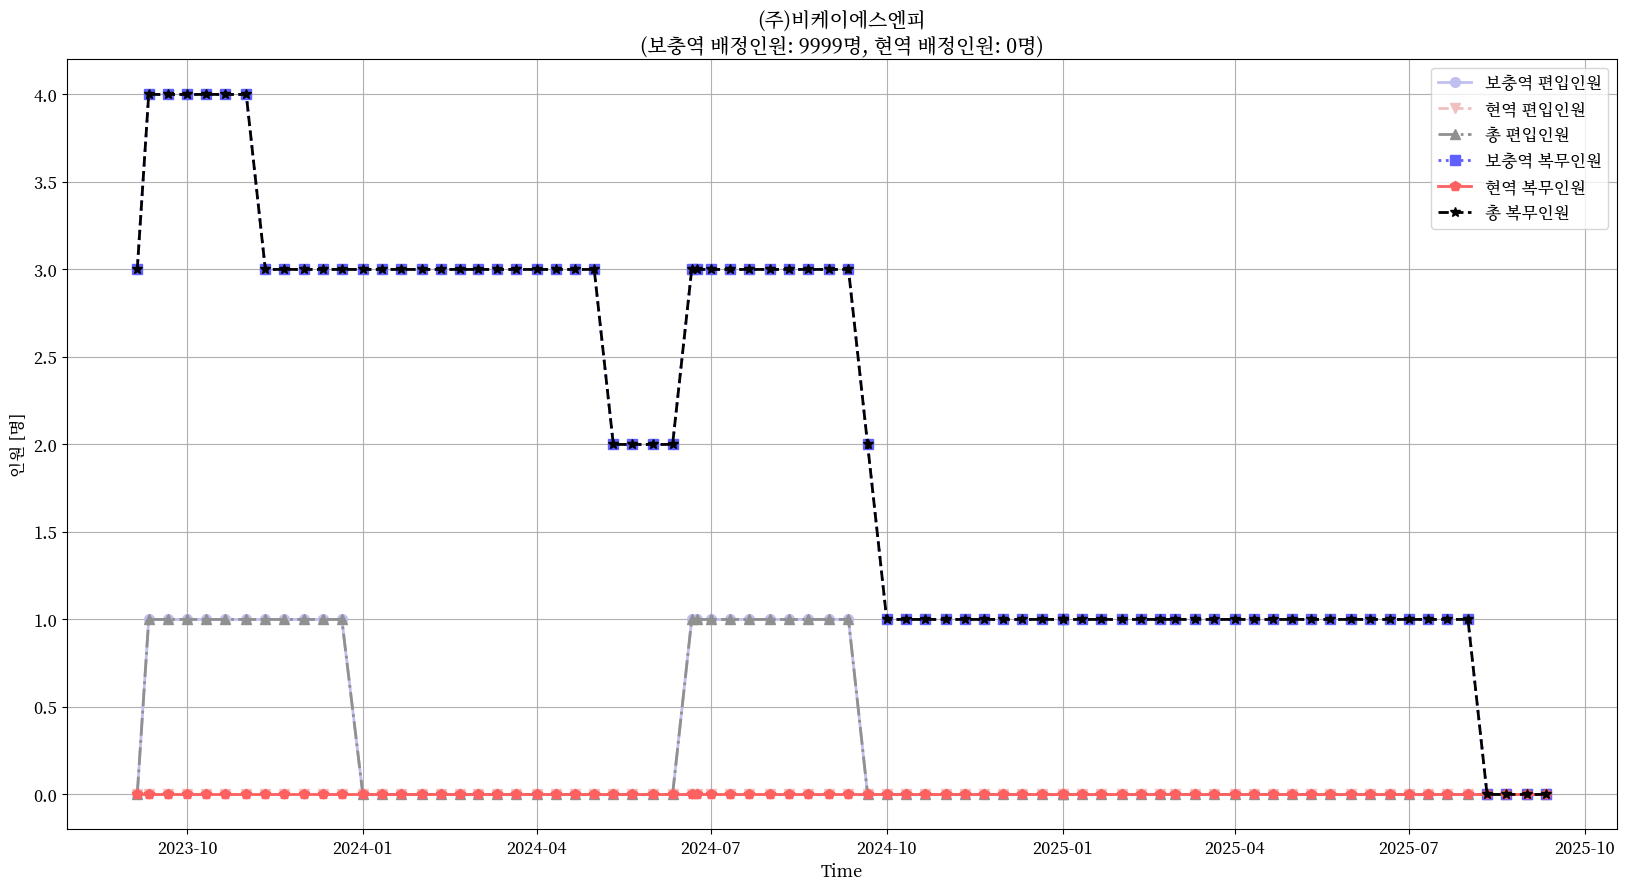 (주)비케이에스엔피
(보충역 배정인원: 9999명, 현역 배정인원: 0명)
보충역 편입인원
현역 편입인원
총 편입인원
보충역 복무인원
현역 복무인원
총 복무인원
4.0
3.5
3.0
2.5
2.0
1.5
1.0
0.5
0.0
인원 [명]
2023-10
2024-01
2024-04
2024-07
2024-10
2025-01
2025-04
2025-07
2025-10
Time